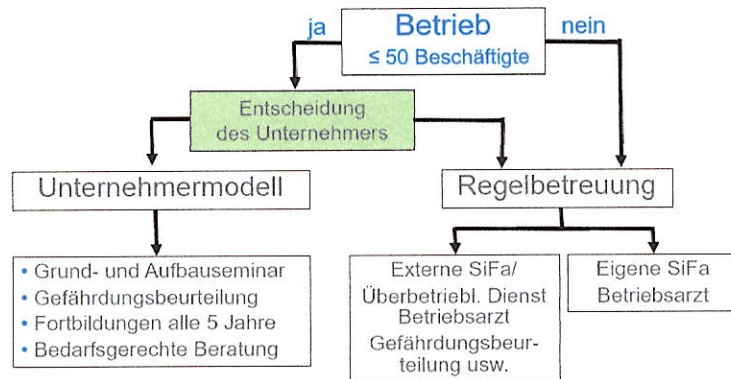 ja
Betrieb
nein
≤ 50 Beschäftigte
Entscheidung
des Unternehmers
Unternehmermodell
Regelbetreuung
• Grund- und Aufbauseminar
• Gefährdungsbeurteilung
• Fortbildungen alle 5 Jahre
• Bedarfsgerechte Beratung
Externe SiFa/
Überbetriebl. Dienst
Betriebsarzt
Gefährdungsbeur-
teilung usw.
Eigene SiFa
Betriebsarzt